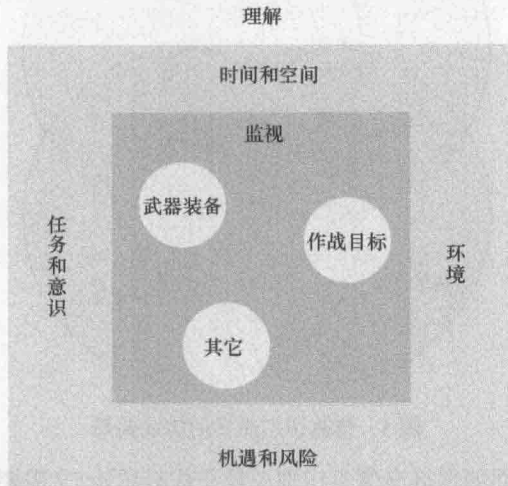 理解
时间和空间
监视
武器装备
作战目标
任务和意识
环境
其它
机遇和风险